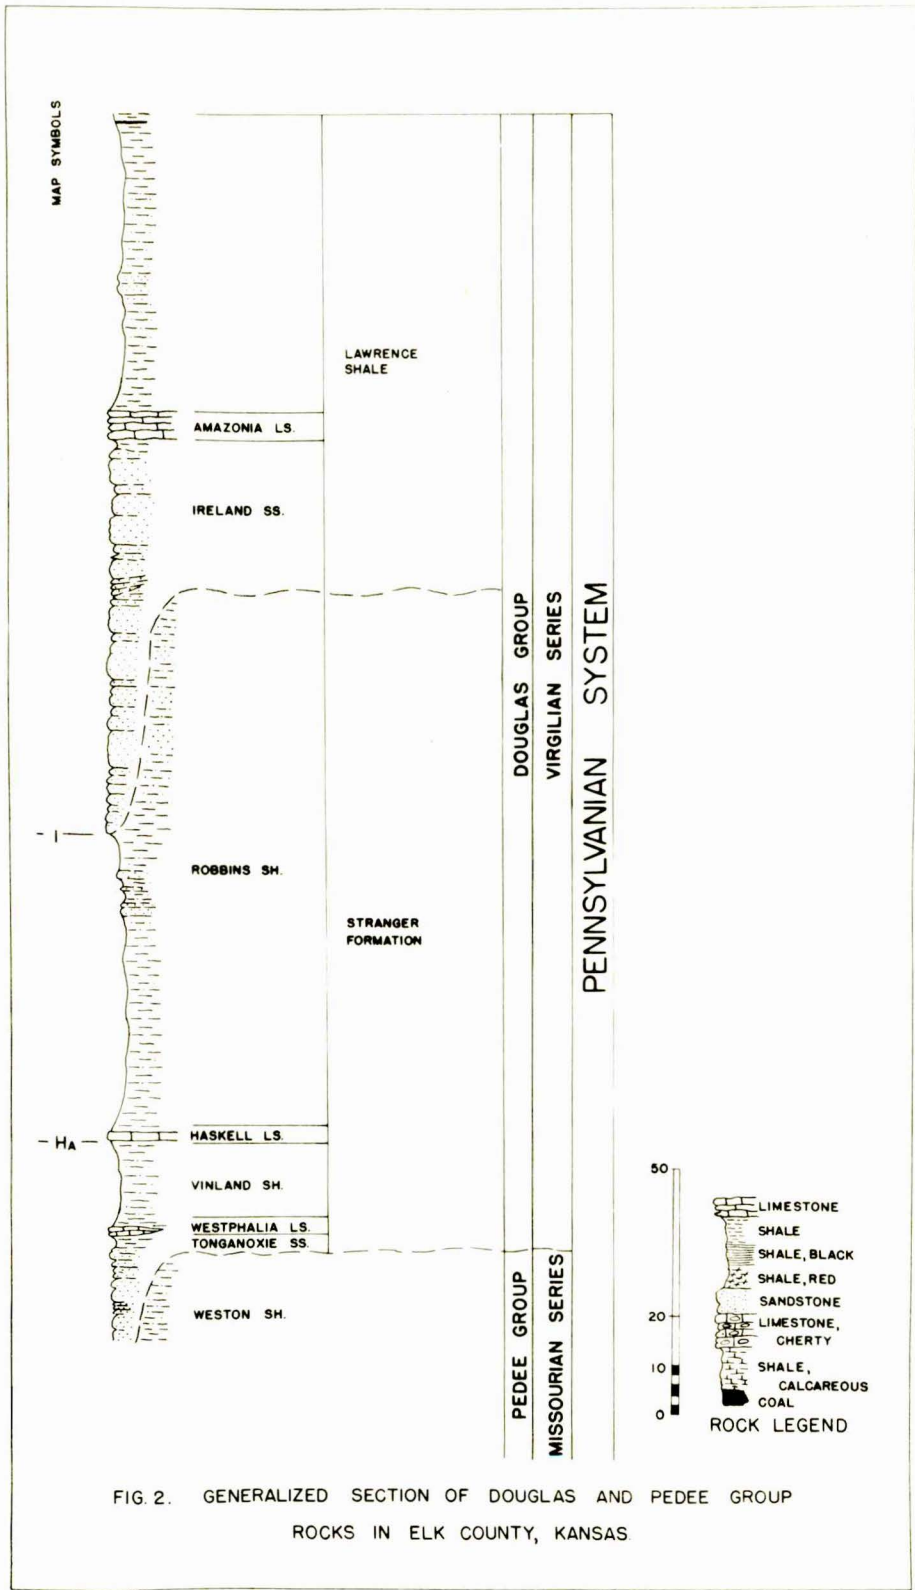 MAP SYMBOLS
LAWRENCE
SHALE
AMAZONIA LS.
IRELAND SS.
DOUGLAS GROUP
VIRGILIAN SERIES
PENNSYLVANIAN SYSTEM
- I -
ROBBINS SH.
STRANGER
FORMATION
- HA -
HASKELL LS.
VINLAND SH.
WESTPHALIA LS.
TONGANOXIE SS.
WESTON SH.
PEDEE GROUP
MISSOURIAN SERIES
50
20
10
0
LIMESTONE
SHALE
SHALE, BLACK
SHALE, RED
SANDSTONE
LIMESTONE,
CHERTY
SHALE,
CALCAREOUS
COAL
ROCK LEGEND
FIG. 2. GENERALIZED SECTION OF DOUGLAS AND PEDEE GROUP
ROCKS IN ELK COUNTY, KANSAS.